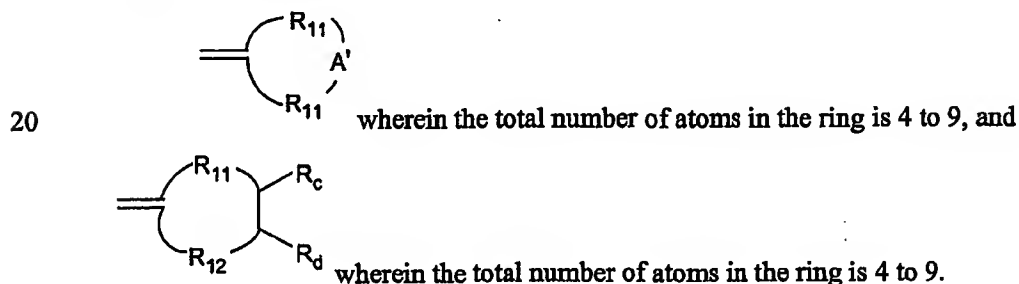 R11
A'
R11
20 wherein the total number of atoms in the ring is 4 to 9, and
R11 Rc
R12 Rd wherein the total number of atoms in the ring is 4 to 9.